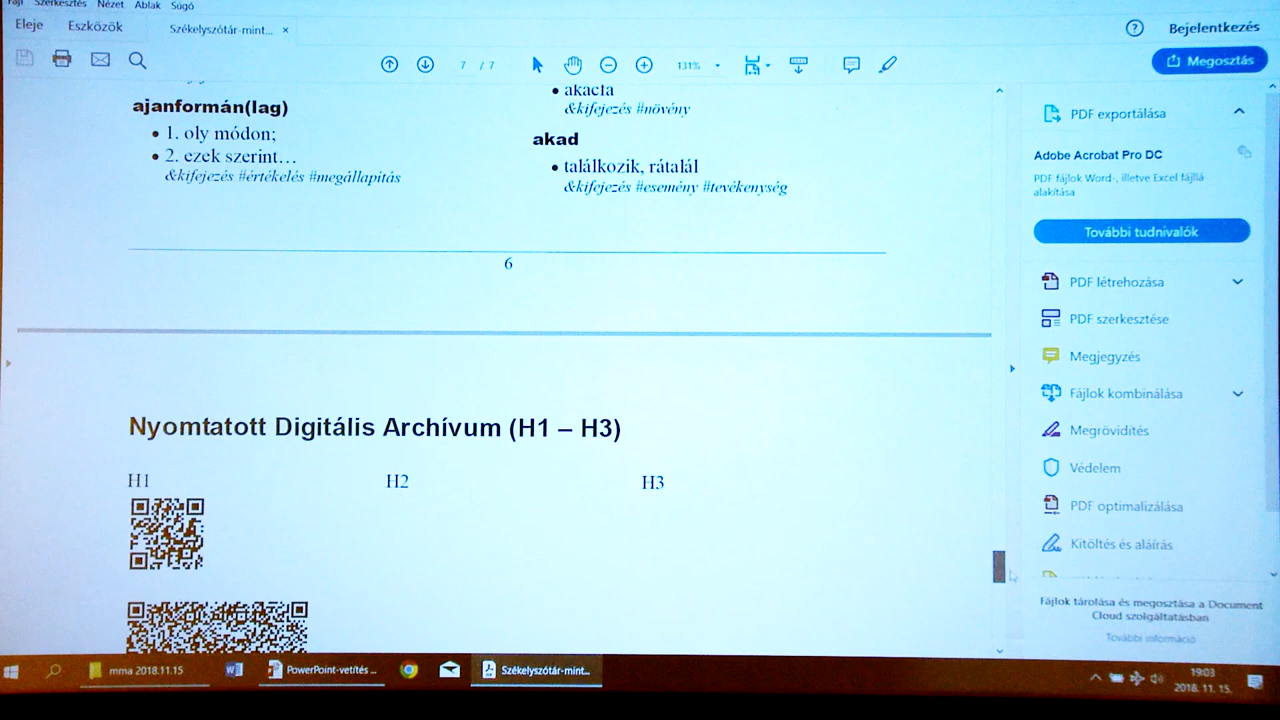 Fájl Szerkesztés Nézet Ablak Súgó
Eleje Eszközök Székelyszótár-mint... ×
Bejelentkezés
7 / 7
131%
Megosztás
ajanformán(lag)
• 1. oly módon;
• 2. ezek szerint…
&kifejezés #értékelés #megállapítás
• akácfa
&kifejezés #növény
akad
• találkozik, rátalál
&kifejezés #esemény #tevékenység
6
Nyomtatott Digitális Archívum (H1 – H3)
H1 H2 H3
PDF exportálása
Adobe Acrobat Pro DC
PDF fájlok Word-, illetve Excel fájllá
alakítása
További tudnivalók
PDF létrehozása
PDF szerkesztése
Megjegyzés
Fájlok kombinálása
Megrövidítés
Védelem
PDF optimalizálása
Kitöltés és aláírás
Fájlok tárolása és megosztása a Document
Cloud szolgáltatásban
További információ
mma 2018.11.15
PowerPoint-vetítés ...
Székelyszótár-mint...
19:03
2018. 11. 15.